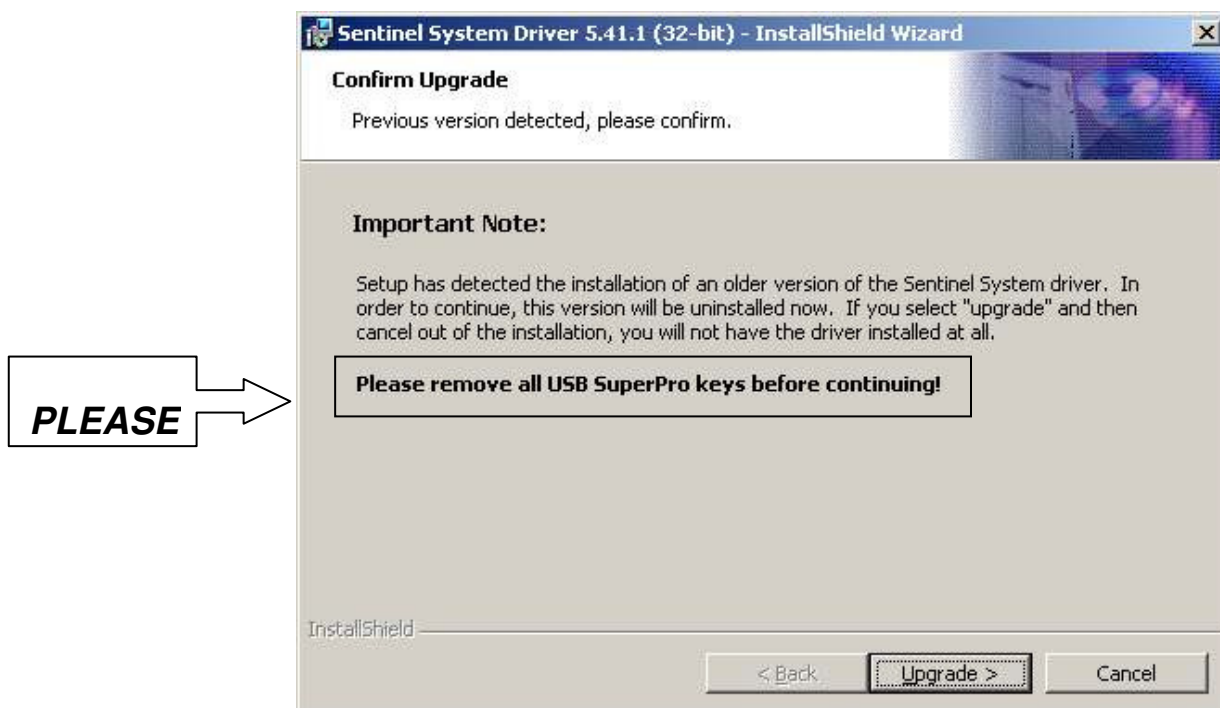 Sentinel System Driver 5.41.1 (32-bit) - InstallShield Wizard
Confirm Upgrade
Previous version detected, please confirm.
Important Note:
Setup has detected the installation of an older version of the Sentinel System driver. In
order to continue, this version will be uninstalled now. If you select "upgrade" and then
cancel out of the installation, you will not have the driver installed at all.
Please remove all USB SuperPro keys before continuing!
PLEASE
InstallShield
< Back
Upgrade >
Cancel